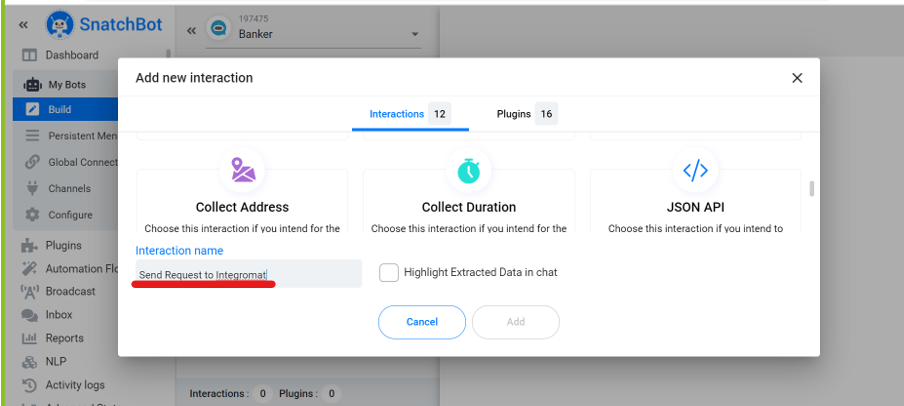 SnatchBot
197475
Banker
Dashboard
My Bots
Build
Persistent Men
Global Connect
Channels
Configure
Plugins
Automation Flo
Broadcast
Inbox
Reports
NLP
Activity logs
Add new interaction
Interactions 12
Plugins 16
Collect Address
Choose this interaction if you intend for the
Collect Duration
Choose this interaction if you intend for the
JSON API
Choose this interaction if you intend to
Interaction name
Send Request to Integromat
Highlight Extracted Data in chat
Cancel
Add
Interactions : 0 Plugins : 0